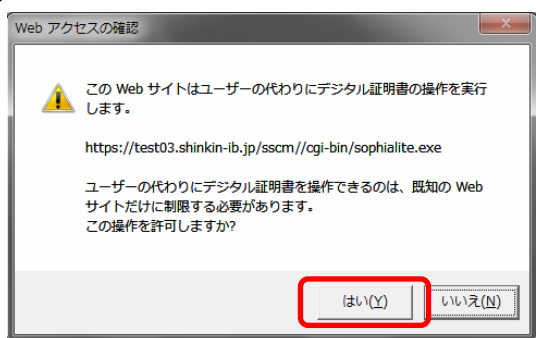 Web アクセスの確認
この Web サイトはユーザーの代わりにデジタル証明書の操作を実行
します。
https://test03.shinkin-ib.jp/sscm//cgi-bin/sophialite.exe
ユーザーの代わりにデジタル証明書を操作できるのは、既知の Web
サイトだけに制限する必要があります。
この操作を許可しますか?
はい(Y) いいえ(N)